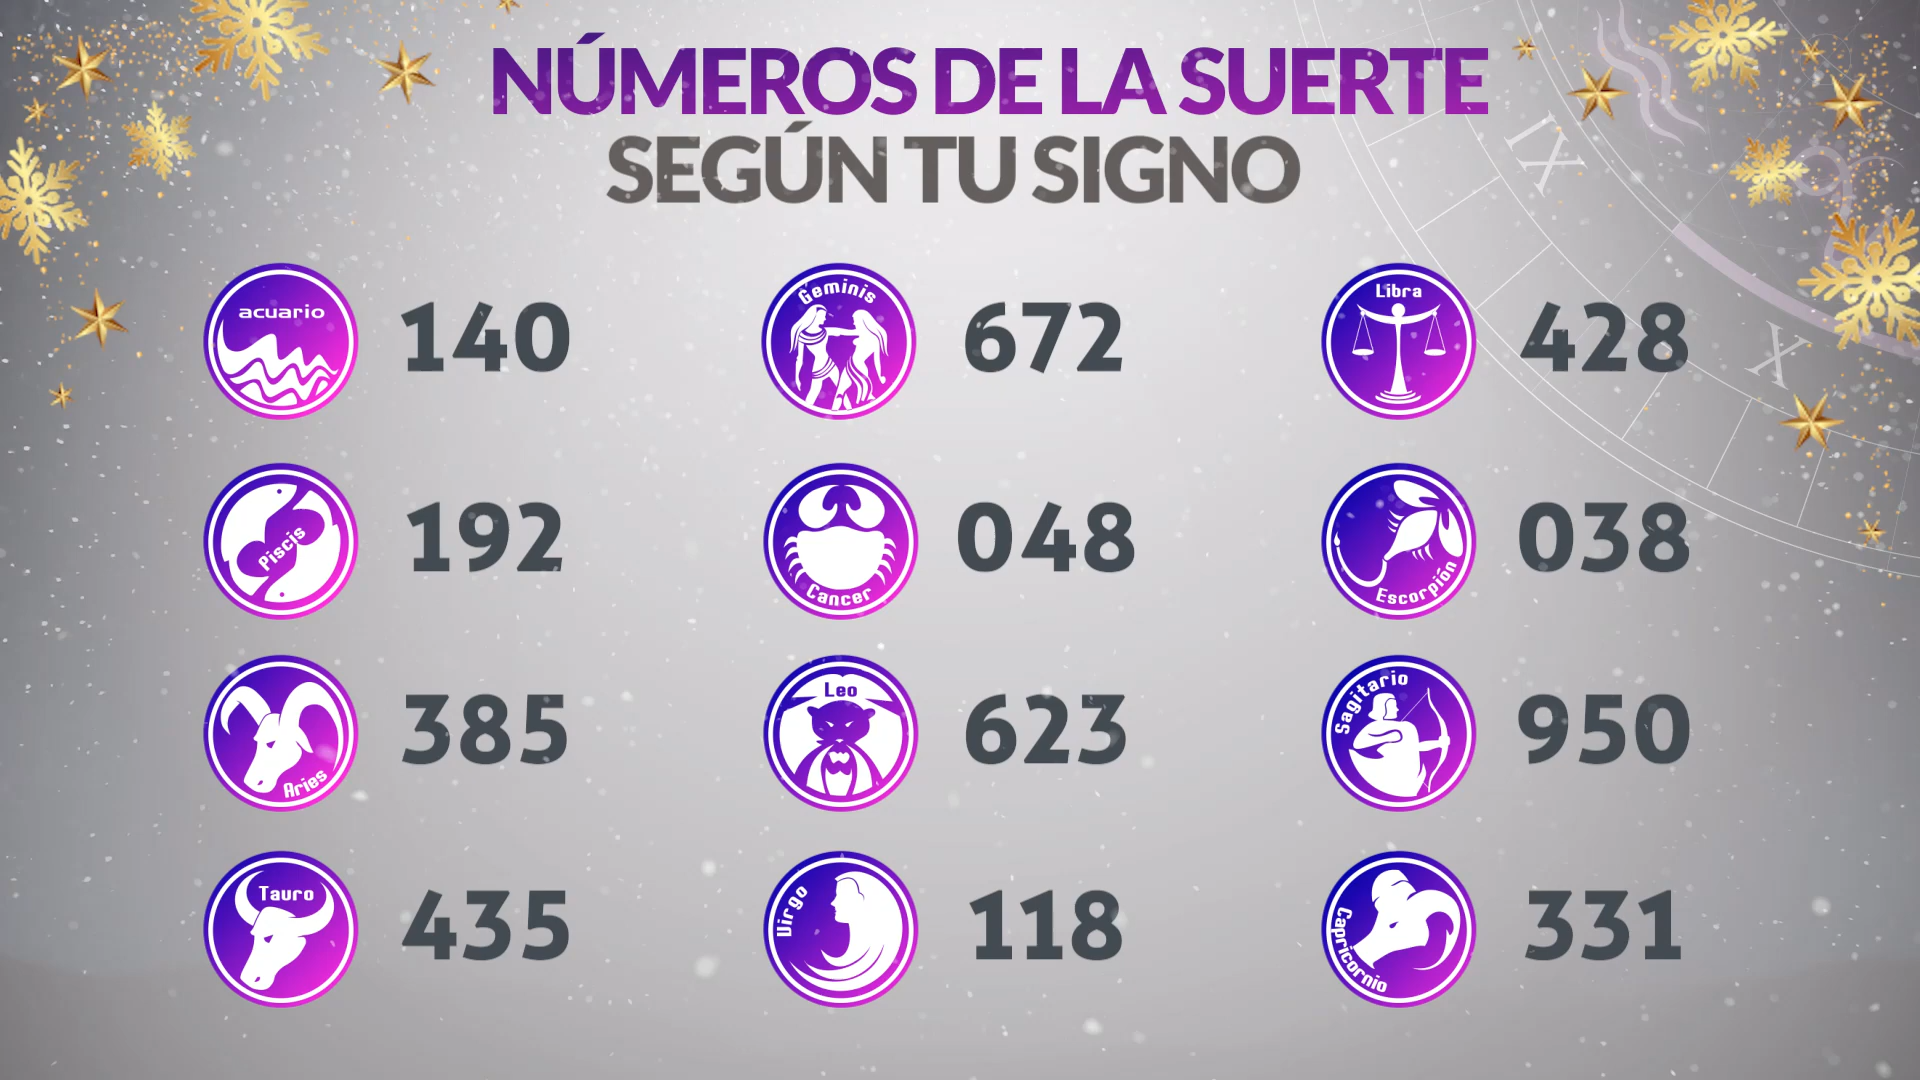 NÚMEROS DE LA SUERTE
SEGÚN TU SIGNO
acuario 140
Geminis 672
Libra 428
Piscis 192
Cancer 048
Escorpión 038
Aries 385
Leo 623
Sagitario 950
Tauro 435
Virgo 118
Capricornio 331
IX
X